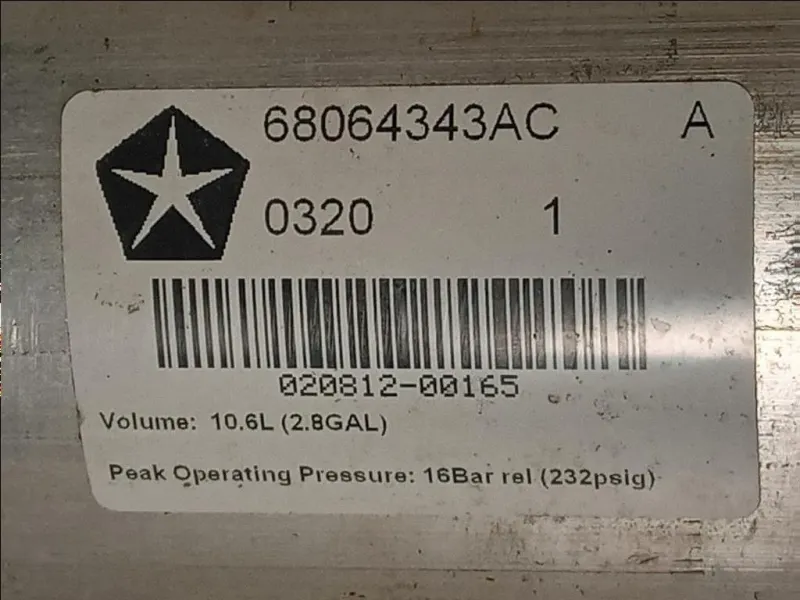 68064343AC A
0320 1
020812-00165
Volume: 10.6L (2.8GAL)
Peak Operating Pressure: 16Bar rel (232psig)